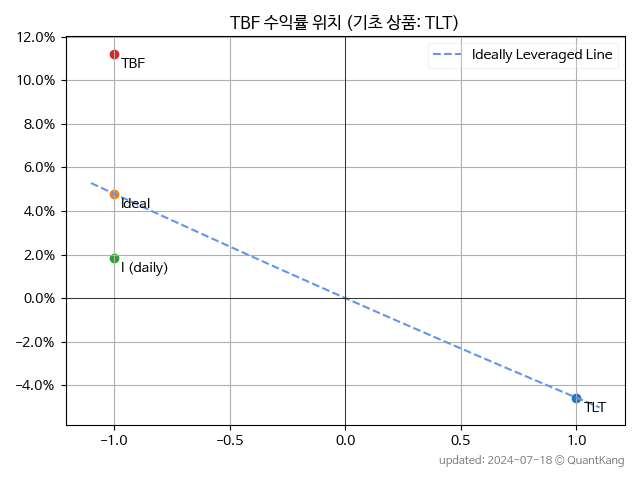 TBF 수익률 위치 (기초 상품: TLT)
12.0%
10.0%
8.0%
6.0%
4.0%
2.0%
0.0%
−2.0%
−4.0%
TBF
Ideally Leveraged Line
Ideal
I (daily)
TLT
−1.0
−0.5
0.0
0.5
1.0
updated: 2024-07-18 © QuantKang